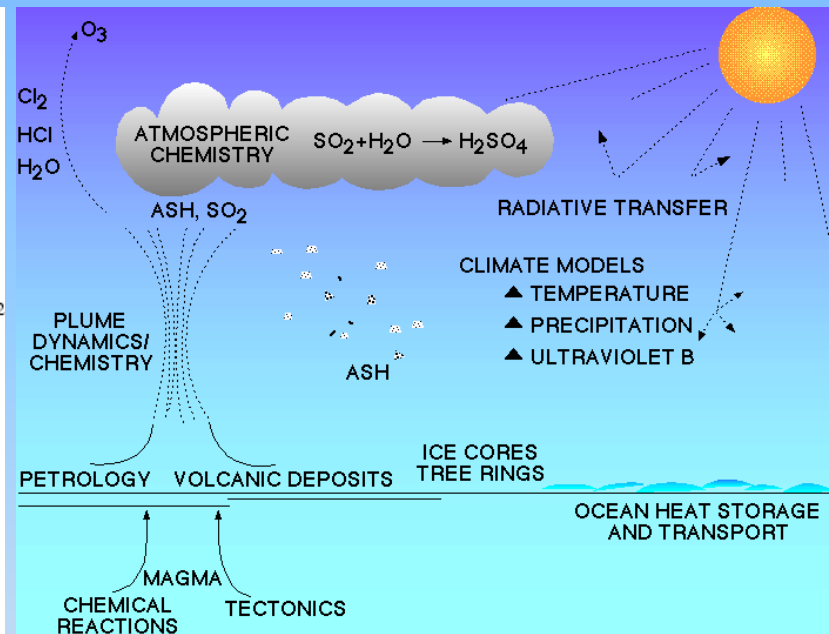 O3
Cl2
HCl
H2O
ATMOSPHERIC
CHEMISTRY
SO2+H2O → H2SO4
ASH, SO2
RADIATIVE TRANSFER
CLIMATE MODELS
▲ TEMPERATURE
▲ PRECIPITATION
▲ ULTRAVIOLET B
2
PLUME
DYNAMICS/
CHEMISTRY
ASH
ICE CORES
TREE RINGS
PETROLOGY
VOLCANIC DEPOSITS
OCEAN HEAT STORAGE
AND TRANSPORT
MAGMA
CHEMICAL
REACTIONS
TECTONICS